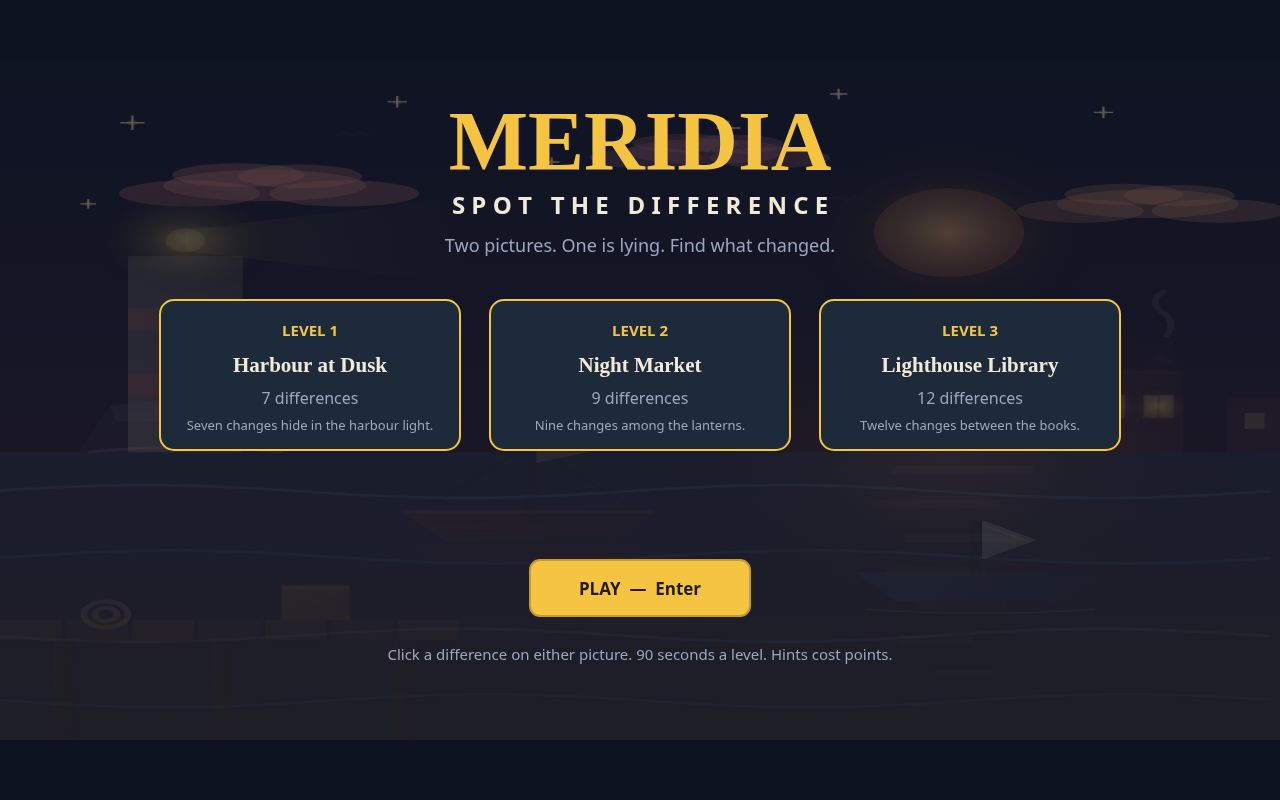 MERIDIA
SPOT THE DIFFERENCE
Two pictures. One is lying. Find what changed.
LEVEL 1
Harbour at Dusk
7 differences
Seven changes hide in the harbour light.
LEVEL 2
Night Market
9 differences
Nine changes among the lanterns.
LEVEL 3
Lighthouse Library
12 differences
Twelve changes between the books.
PLAY — Enter
Click a difference on either picture. 90 seconds a level. Hints cost points.